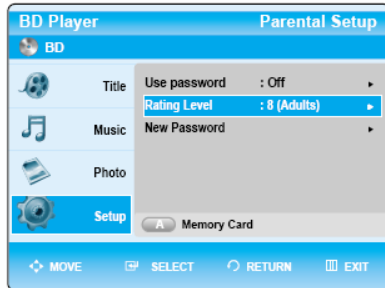 BD Player Parental Setup
BD
Title
Music
Photo
Setup
Use password : Off
Rating Level : 8 (Adults)
New Password
A Memory Card
MOVE SELECT RETURN EXIT